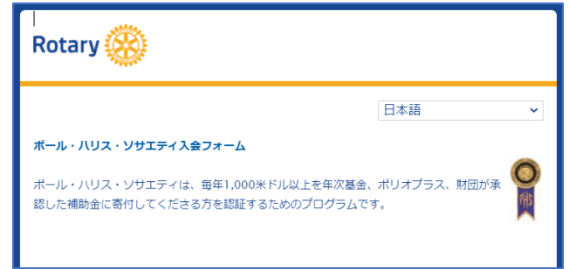 Rotary
日本語
ポール・ハリス・ソサエティ入会フォーム
ポール・ハリス・ソサエティは、毎年1,000米ドル以上を年次基金、ポリオプラス、財団が承
認した補助金に寄付してくださる方を認証するためのプログラムです。
PHS